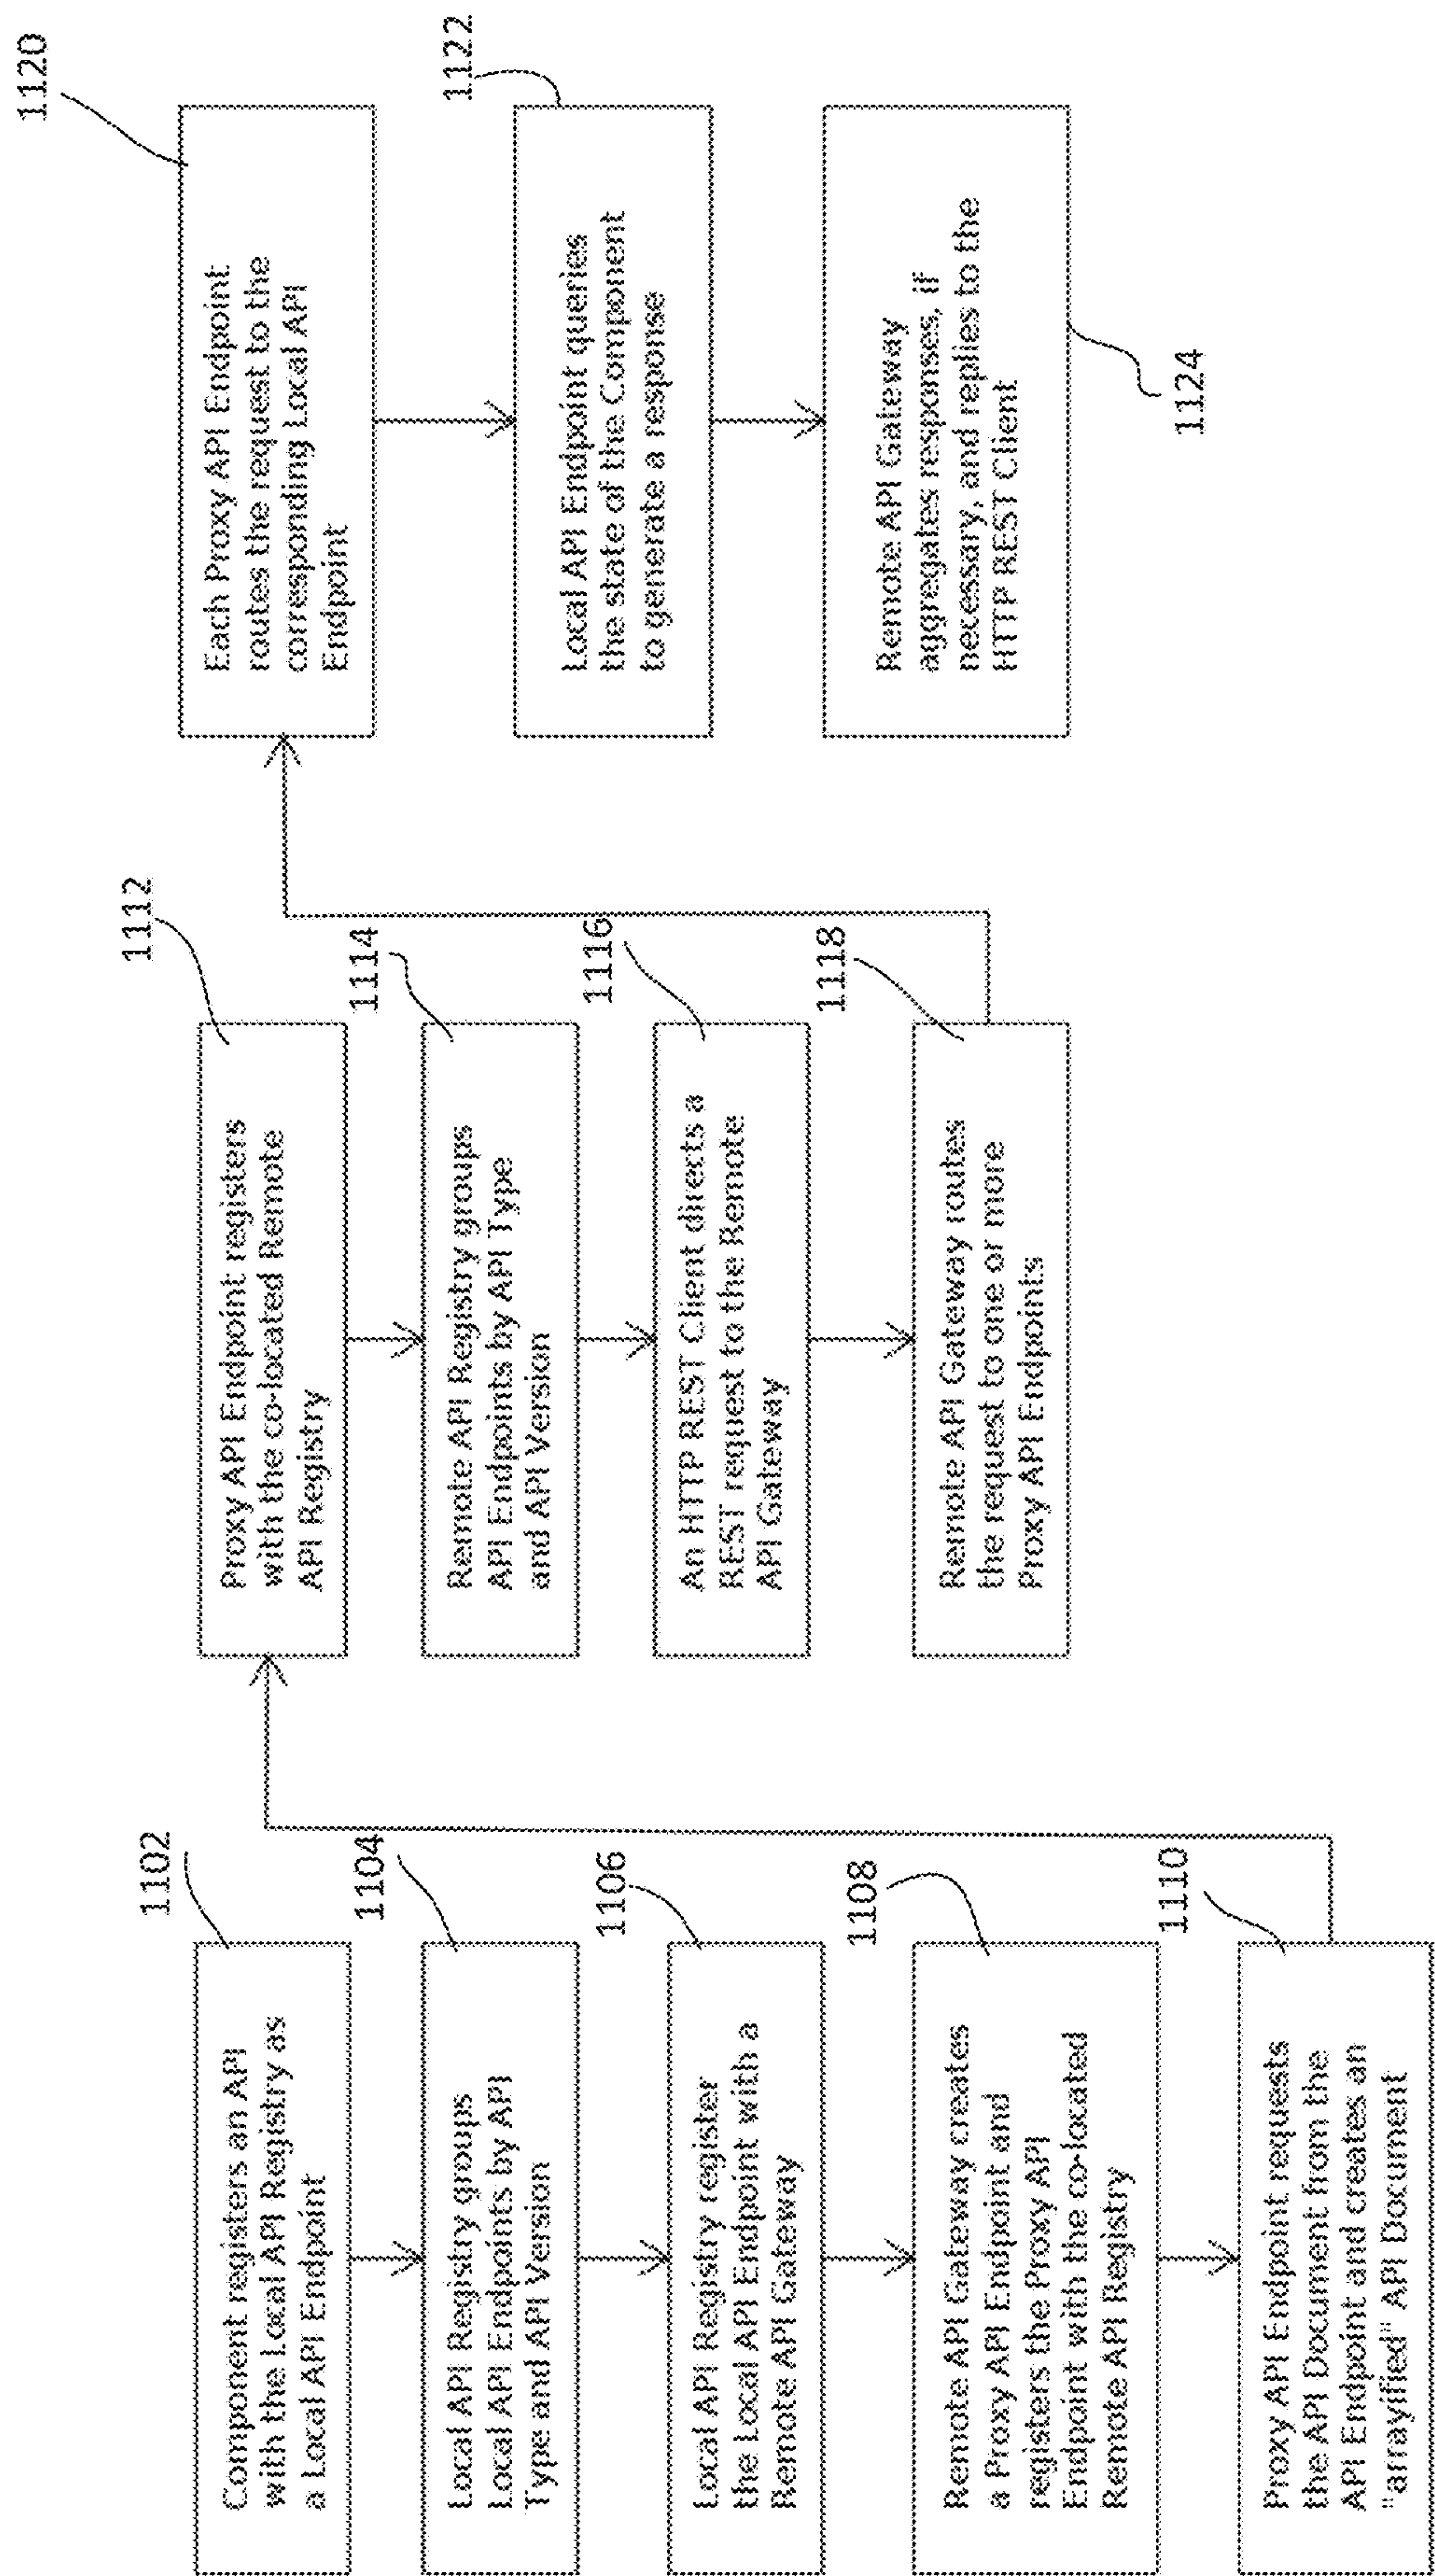 1102
Component registers an API
with the Local API Registry as
a Local API Endpoint
1104
Local API Registry groups
Local API Endpoints by API
Type and API Version
1106
Local API Registry register
the Local API Endpoint with a
Remote API Gateway
1108
Remote API Gateway creates
a Proxy API Endpoint and
registers the Proxy API
Endpoint with the co-located
Remote API Registry
1110
Proxy API Endpoint requests
the API Document from the
API Endpoint and creates an
"arrayified" API Document
1112
Proxy API Endpoint registers
with the co-located Remote
API Registry
1114
Remote API Registry groups
API Endpoints by API Type
and API Version
1116
An HTTP REST Client directs a
REST request to the Remote
API Gateway
1118
Remote API Gateway routes
the request to one or more
Proxy API Endpoints
1120
Each Proxy API Endpoint
routes the request to the
corresponding Local API
Endpoint
1122
Local API Endpoint queries
the state of the Component
to generate a response
Remote API Gateway
aggregates responses, if
necessary, and replies to the
HTTP REST Client
1124